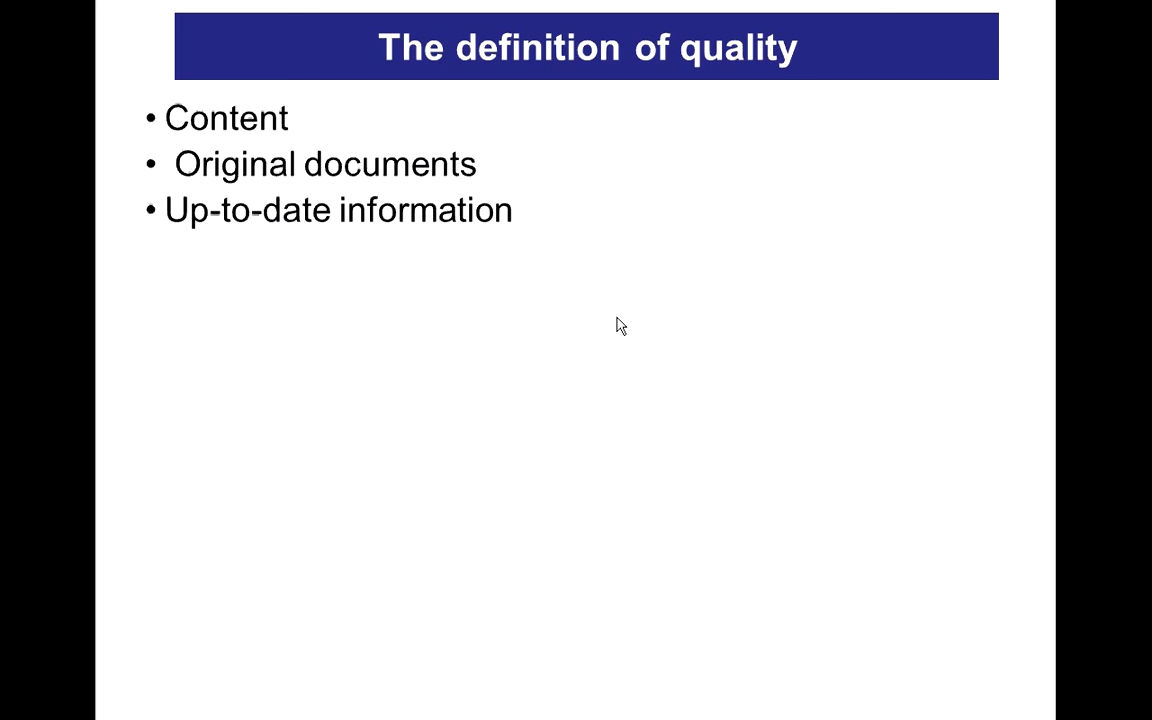 The definition of quality
• Content
• Original documents
• Up-to-date information